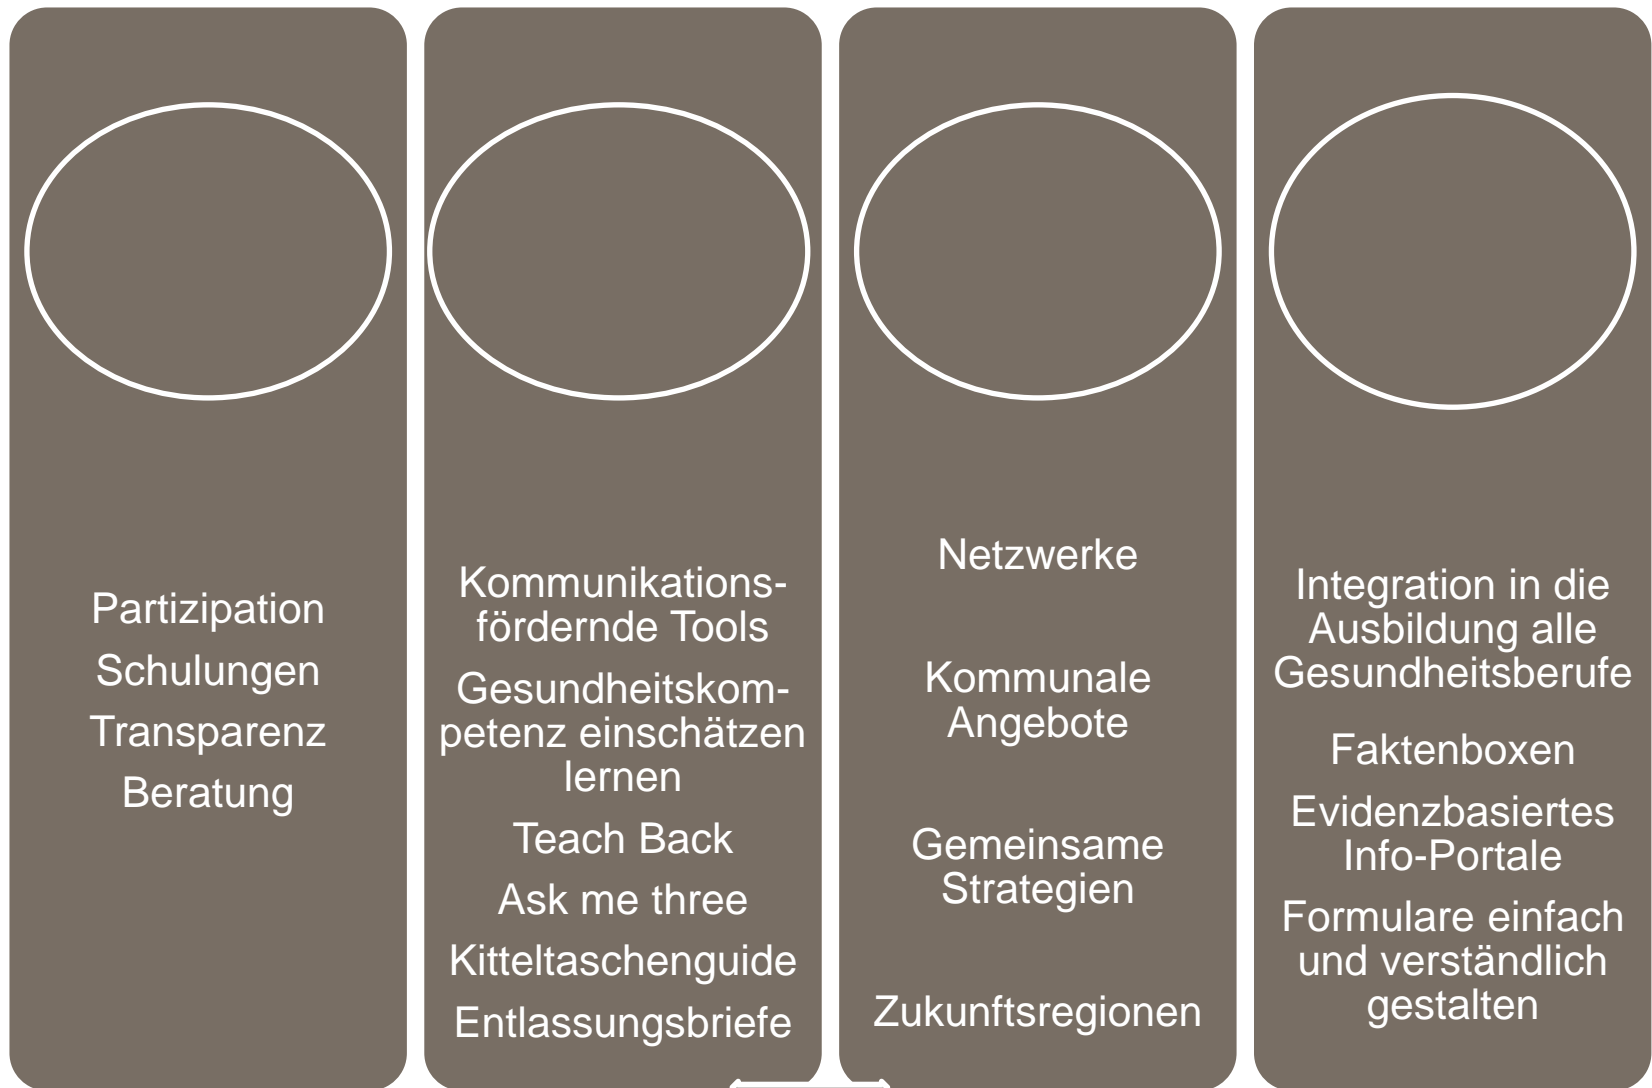 Partizipation
Schulungen
Transparenz
Beratung
Kommunikations-
fördernde Tools
Gesundheitskom-
petenz einschätzen
lernen
Teach Back
Ask me three
Kitteltaschenguide
Entlassungsbriefe
Netzwerke
Kommunale
Angebote
Gemeinsame
Strategien
Zukunftsregionen
Integration in die
Ausbildung alle
Gesundheitsberufe
Faktenboxen
Evidenzbasiertes
Info-Portale
Formulare einfach
und verständlich
gestalten